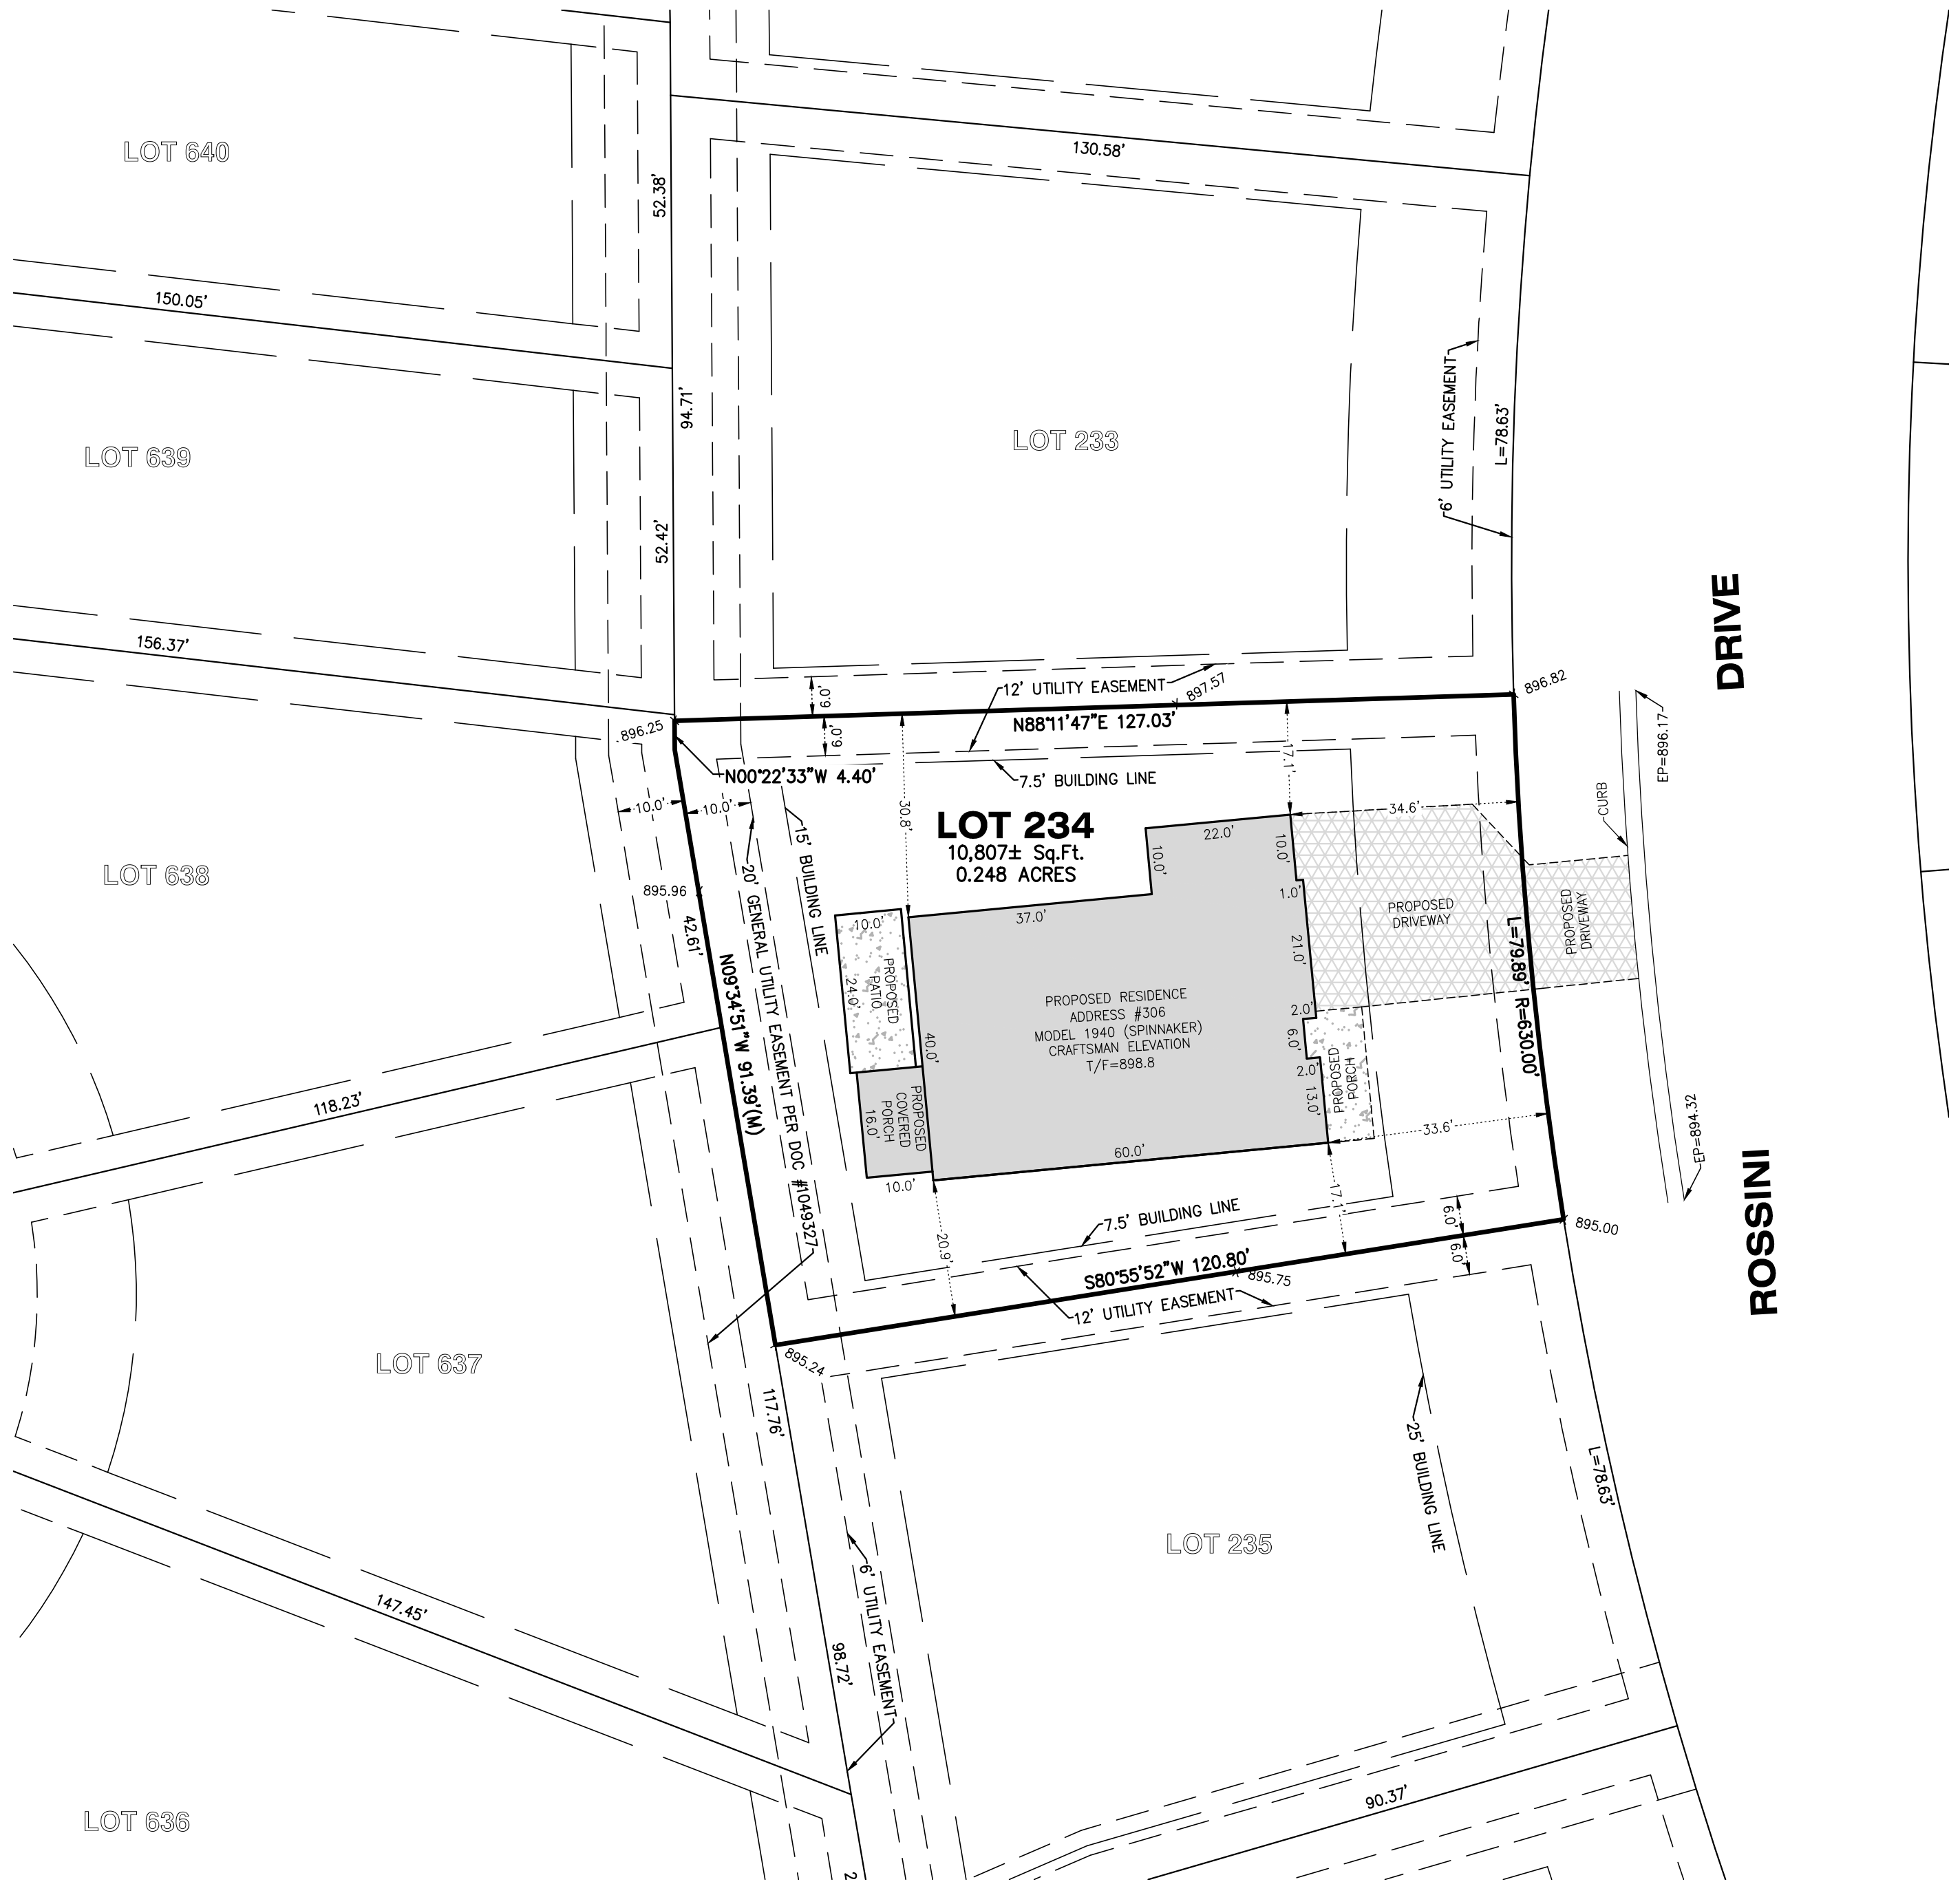 LOT 640
52.38'
130.58'
150.05'
94.71'
LOT 639
LOT 233
6' UTILITY EASEMENT
L=78.63'
52.42'
156.37'
DRIVE
6.0'
12' UTILITY EASEMENT
897.57
896.82
896.25
N88°11'47"E 127.03'
6.0'
EP=896.17
N00°22'33"W 4.40'
7.5' BUILDING LINE
17.1'
10.0'
10.0'
30.8'
34.6'
CURB
LOT 234
10,807± Sq.Ft.
0.248 ACRES
15' BUILDING LINE
22.0'
10.0'
10.0'
1.0'
LOT 638
895.96
42.61'
20' GENERAL UTILITY EASEMENT PER DOC #1049327
10.0'
37.0'
PROPOSED
DRIVEWAY
PROPOSED
DRIVEWAY
21.0'
L=79.89' R=630.00'
PROPOSED
PATIO
24.0'
N09°34'51"W 91.39'(M)
PROPOSED RESIDENCE
ADDRESS #306
MODEL 1940 (SPINNAKER)
CRAFTSMAN ELEVATION
T/F=898.8
2.0'
6.0'
2.0'
40.0'
PROPOSED
PORCH
13.0'
118.23'
PROPOSED
COVERED
PORCH
16.0'
10.0'
60.0'
33.6'
EP=894.32
ROSSINI
7.5' BUILDING LINE
17.1'
6.0'
6.0'
895.00
20.9'
S80°55'52"W 120.80'
895.75
12' UTILITY EASEMENT
895.24
LOT 637
117.76'
25' BUILDING LINE
L=78.63'
LOT 235
6' UTILITY EASEMENT
147.45'
98.72'
90.37'
LOT 636
2